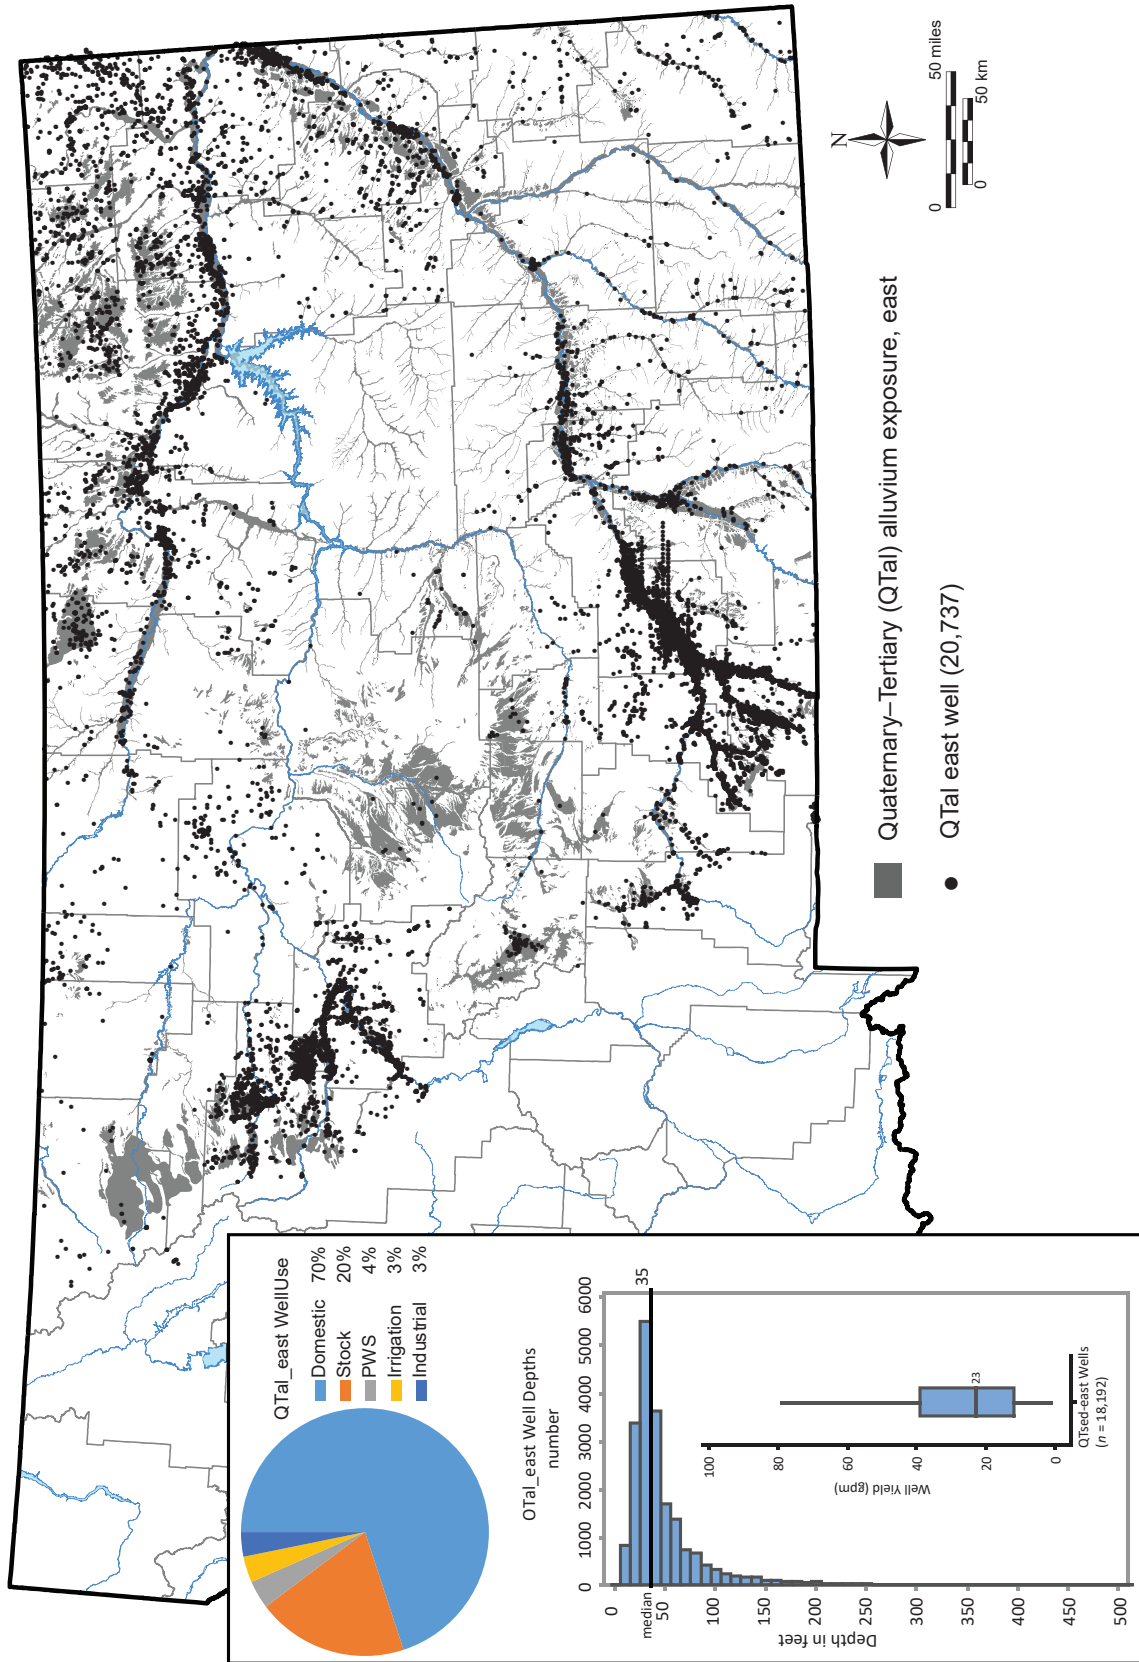 QTal_east WellUse
Domestic 70%
Stock 20%
PWS 4%
Irrigation 3%
Industrial 3%
OTal_east Well Depths
number
0 1000 2000 3000 4000 5000 6000
0
median
35
50
100
150
200
250
300
350
400
450
500
Depth in feet
100
80
60
40
20
0
Well Yield (gpm)
23
QTsed-east Wells
(n = 18,192)
Quaternary–Tertiary (QTal) alluvium exposure, east
QTal east well (20,737)
N
0 50 miles
0 50 km